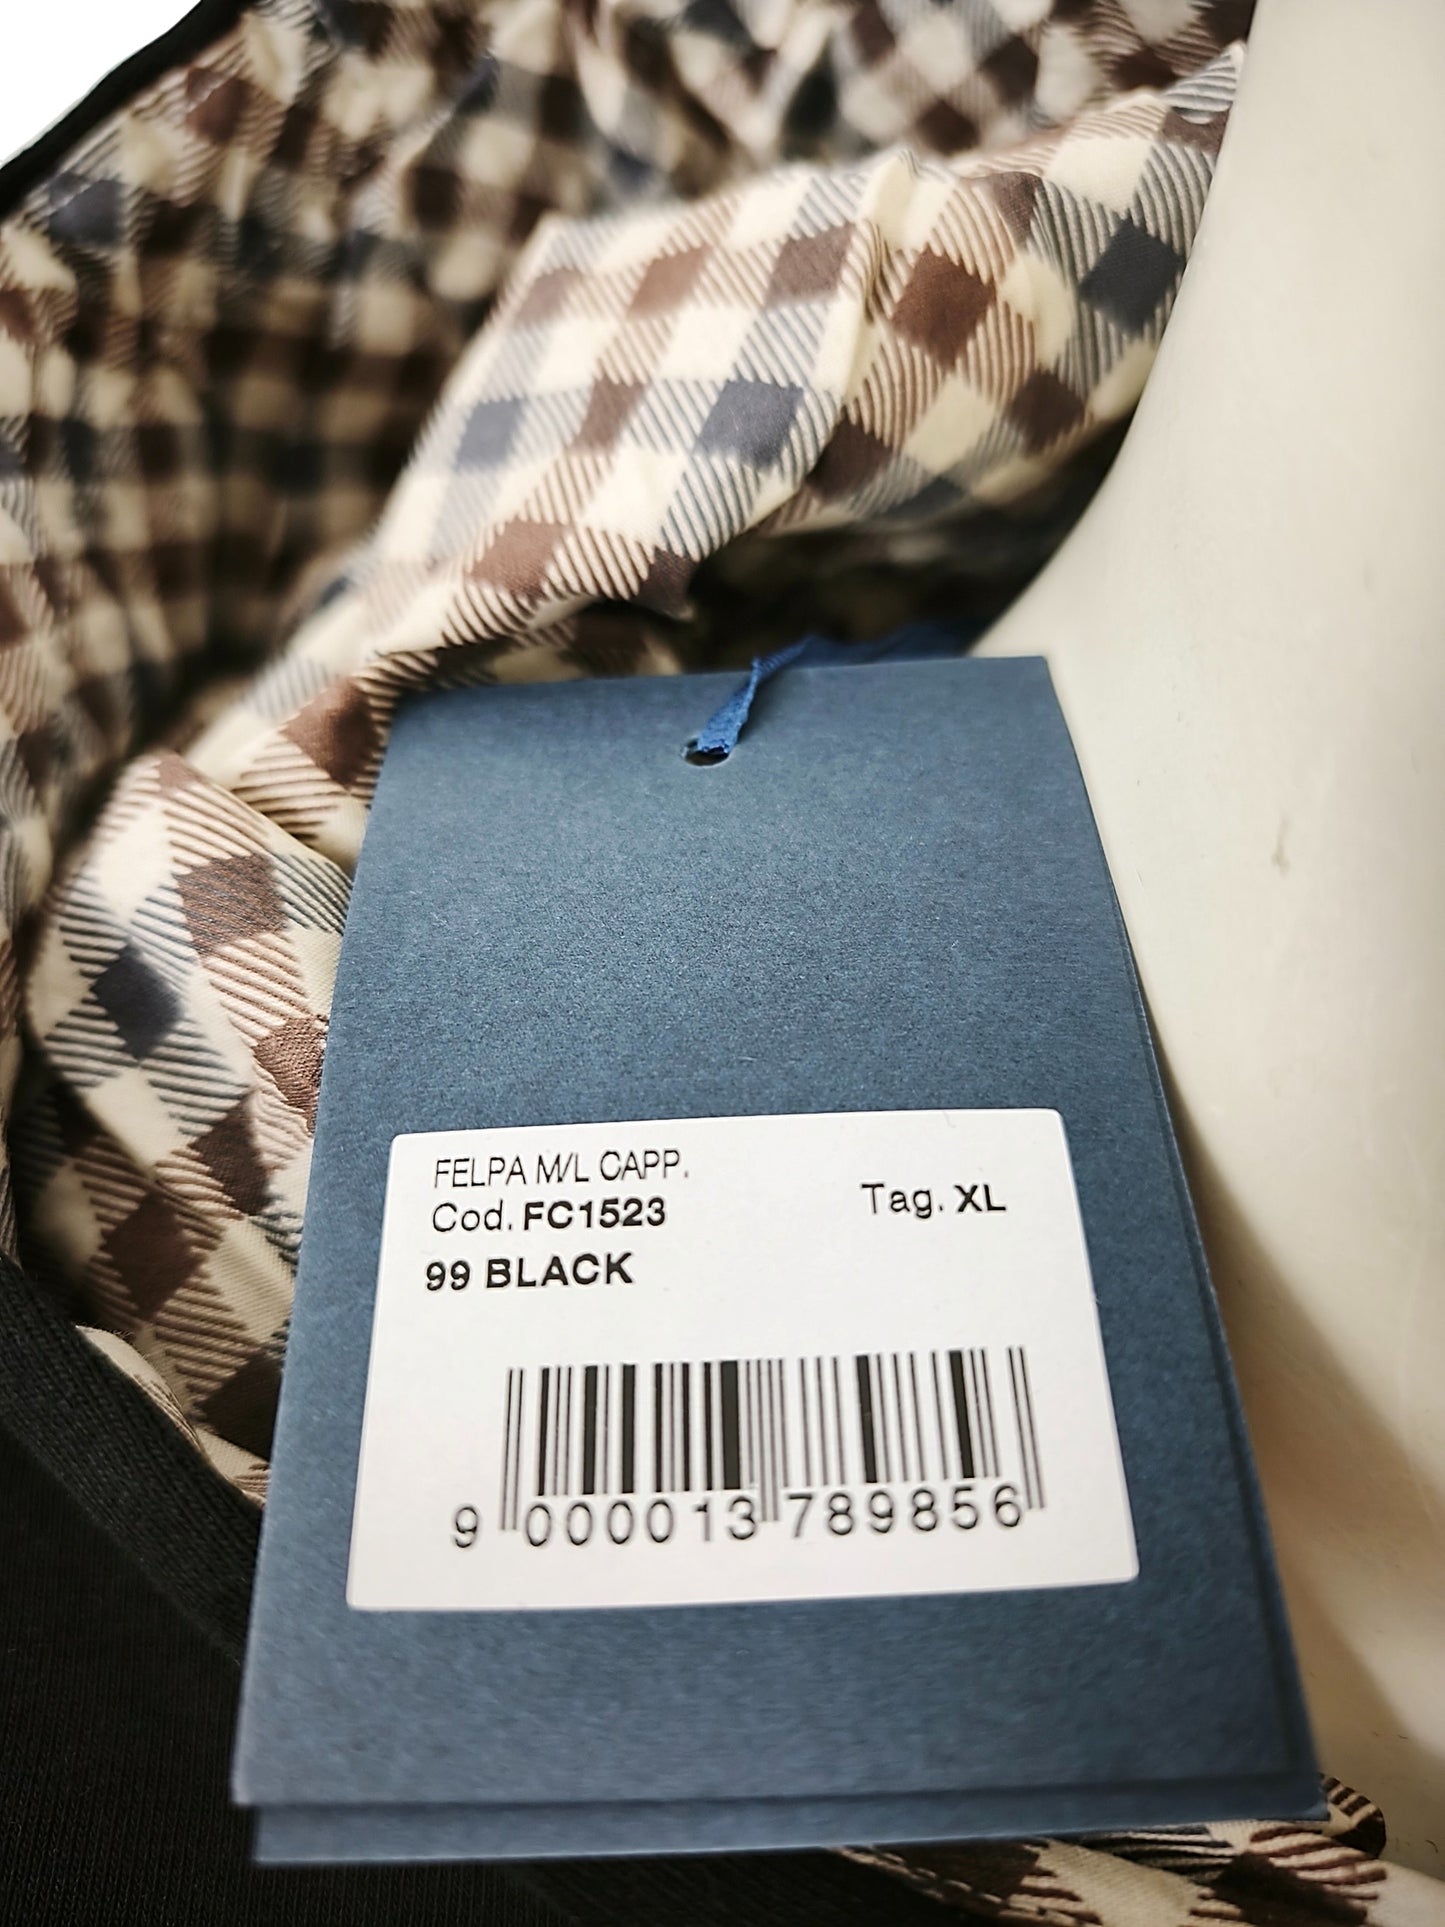 FELPA M/L CAPP.
Cod. FC1523 Tag. XL
99 BLACK
9 000013 789856